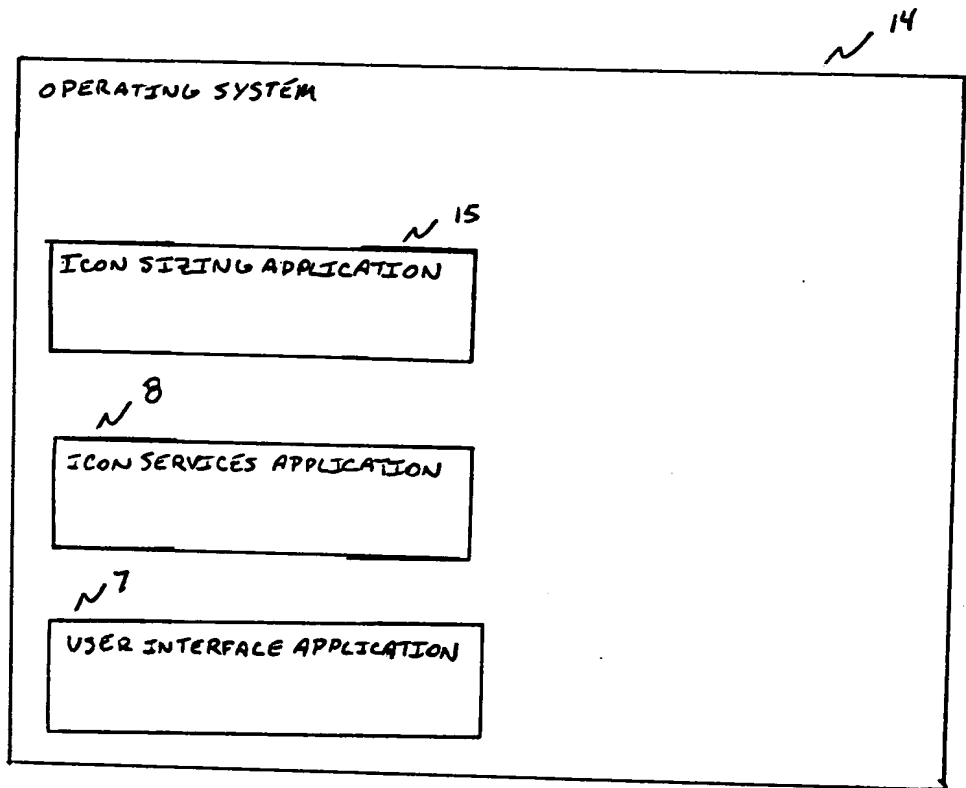 14
OPERATING SYSTEM
15
ICON SIZING APPLICATION
8
ICON SERVICES APPLICATION
7
USER INTERFACE APPLICATION